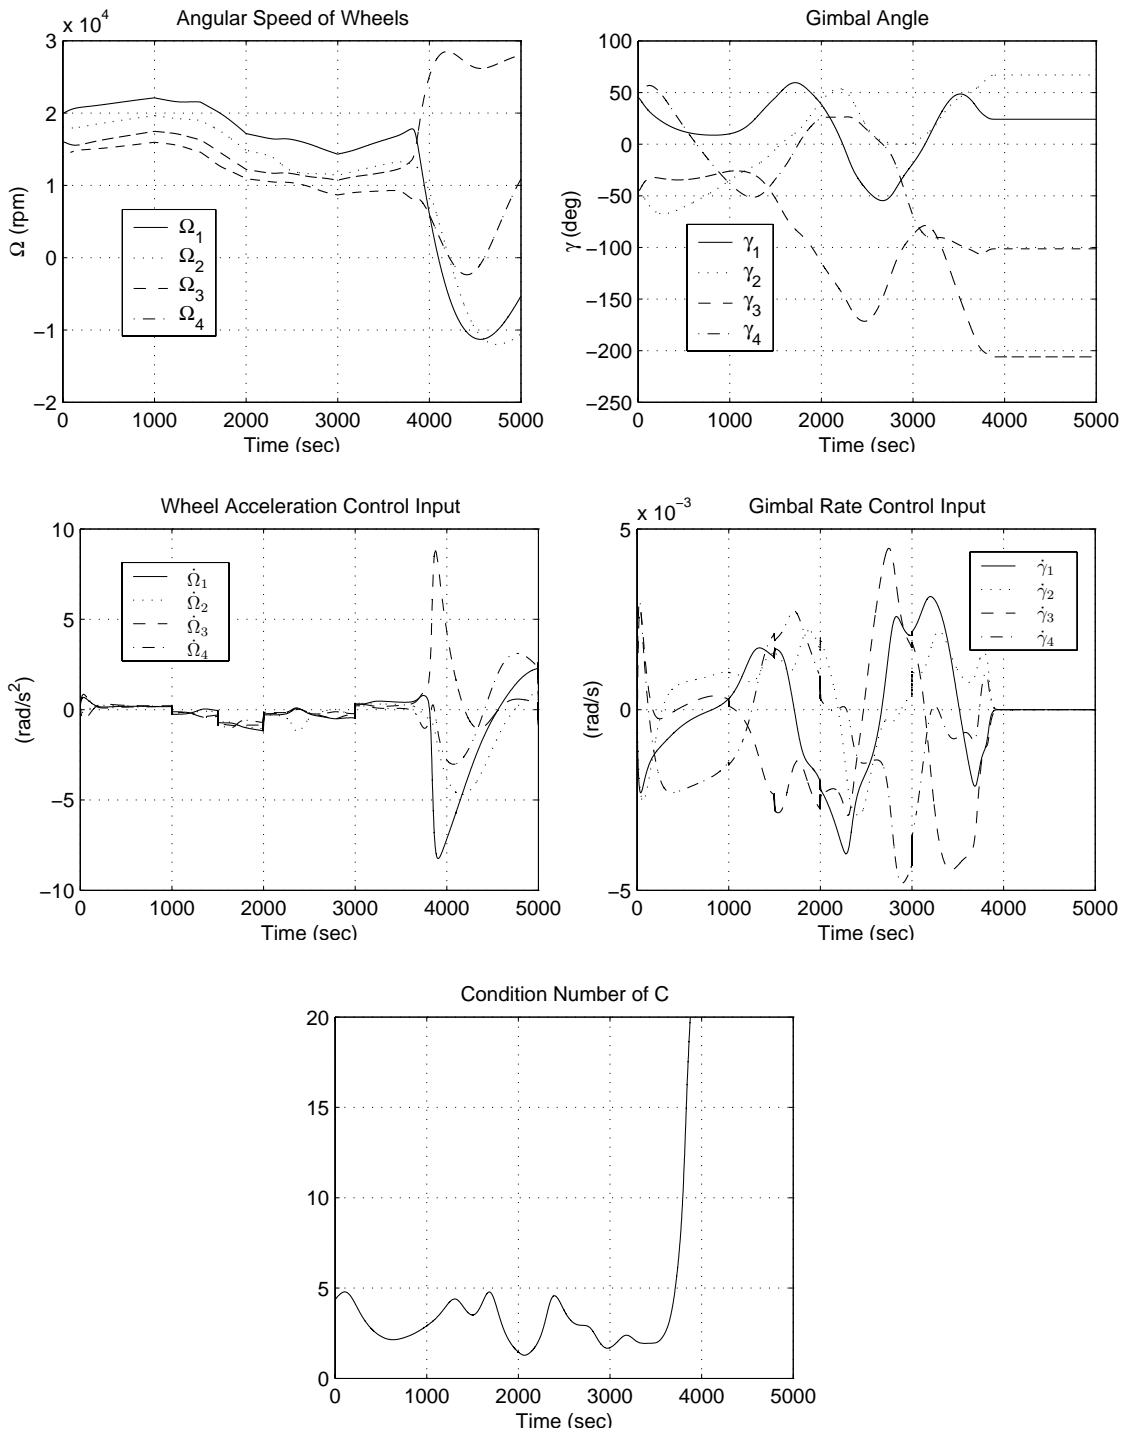 Angular Speed of Wheels
x 10⁴
3
2
1
0
−1
−2
Ω (rpm)
Ω₁
Ω₂
Ω₃
Ω₄
0 1000 2000 3000 4000 5000
Time (sec)
Gimbal Angle
100
50
0
−50
−100
−150
−200
−250
γ (deg)
γ₁
γ₂
γ₃
γ₄
0 1000 2000 3000 4000 5000
Time (sec)
Wheel Acceleration Control Input
10
5
0
−5
−10
(rad/s²)
Ω̇₁
Ω̇₂
Ω̇₃
Ω̇₄
0 1000 2000 3000 4000 5000
Time (sec)
Gimbal Rate Control Input
x 10⁻³
5
0
−5
(rad/s)
γ̇₁
γ̇₂
γ̇₃
γ̇₄
0 1000 2000 3000 4000 5000
Time (sec)
Condition Number of C
20
15
10
5
0
0 1000 2000 3000 4000 5000
Time (sec)